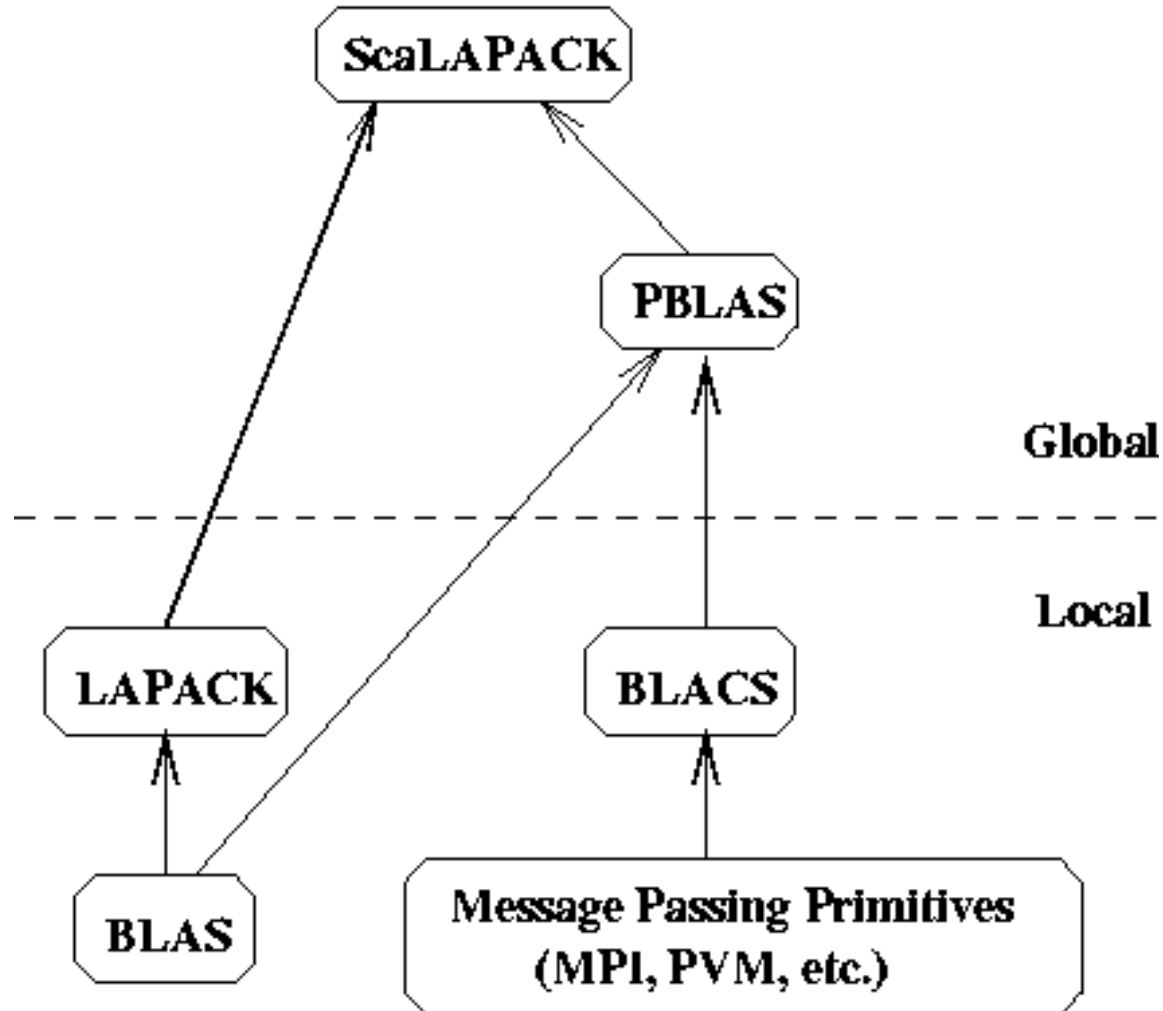 ScaLAPACK
PBLAS
Global
Local
LAPACK
BLACS
BLAS
Message Passing Primitives
(MPI, PVM, etc.)